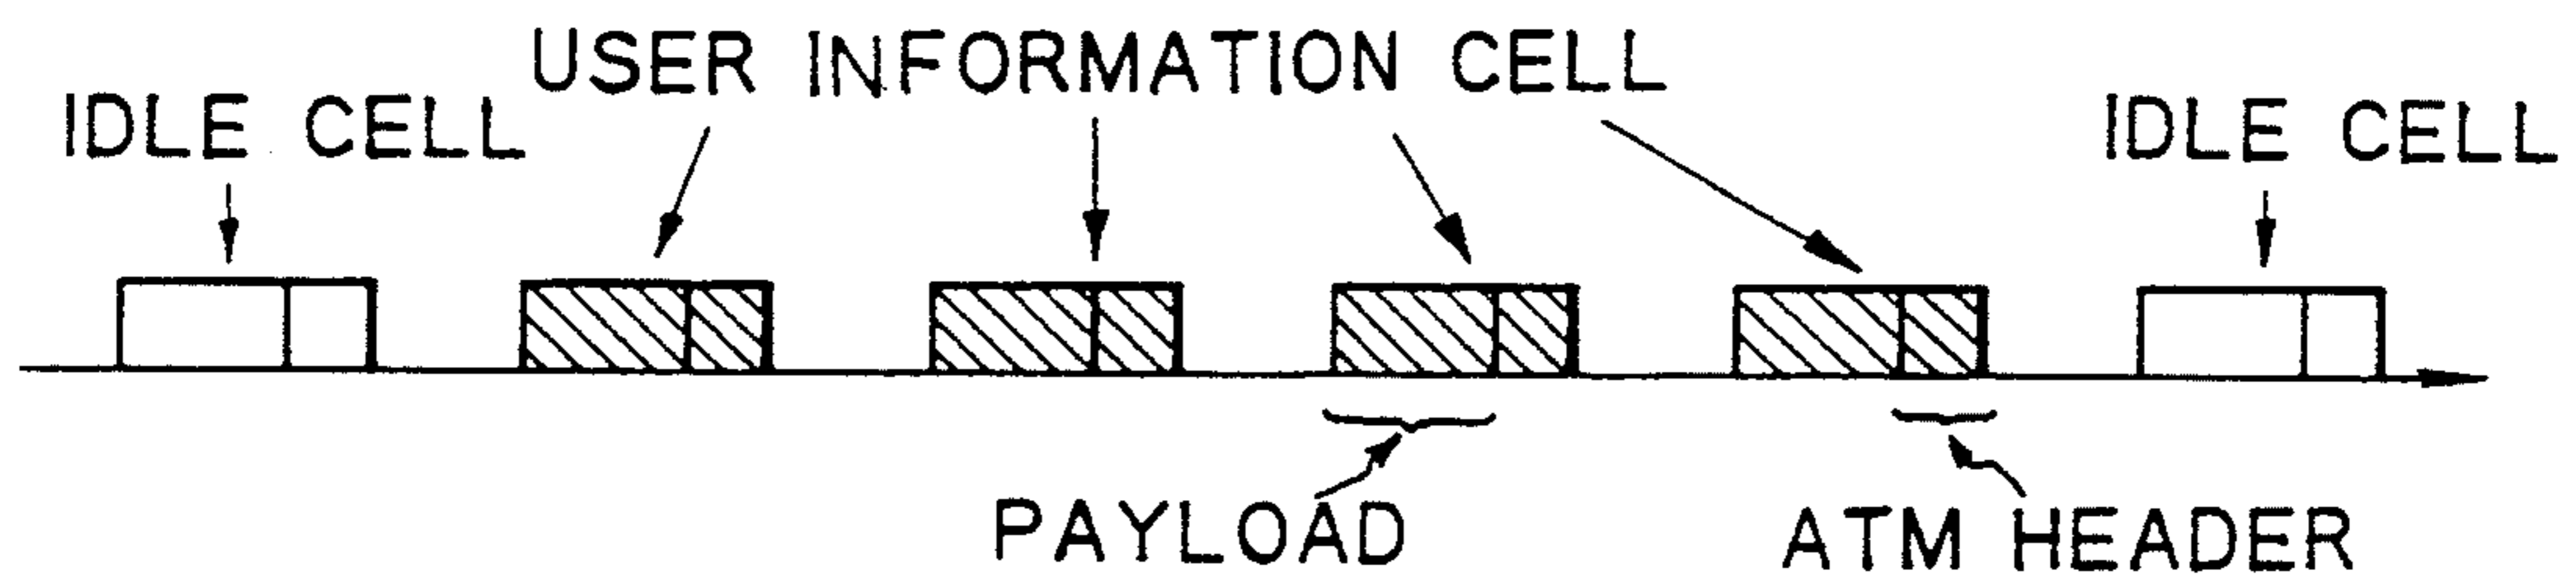 USER INFORMATION CELL
IDLE CELL
IDLE CELL
PAYLOAD
ATM HEADER